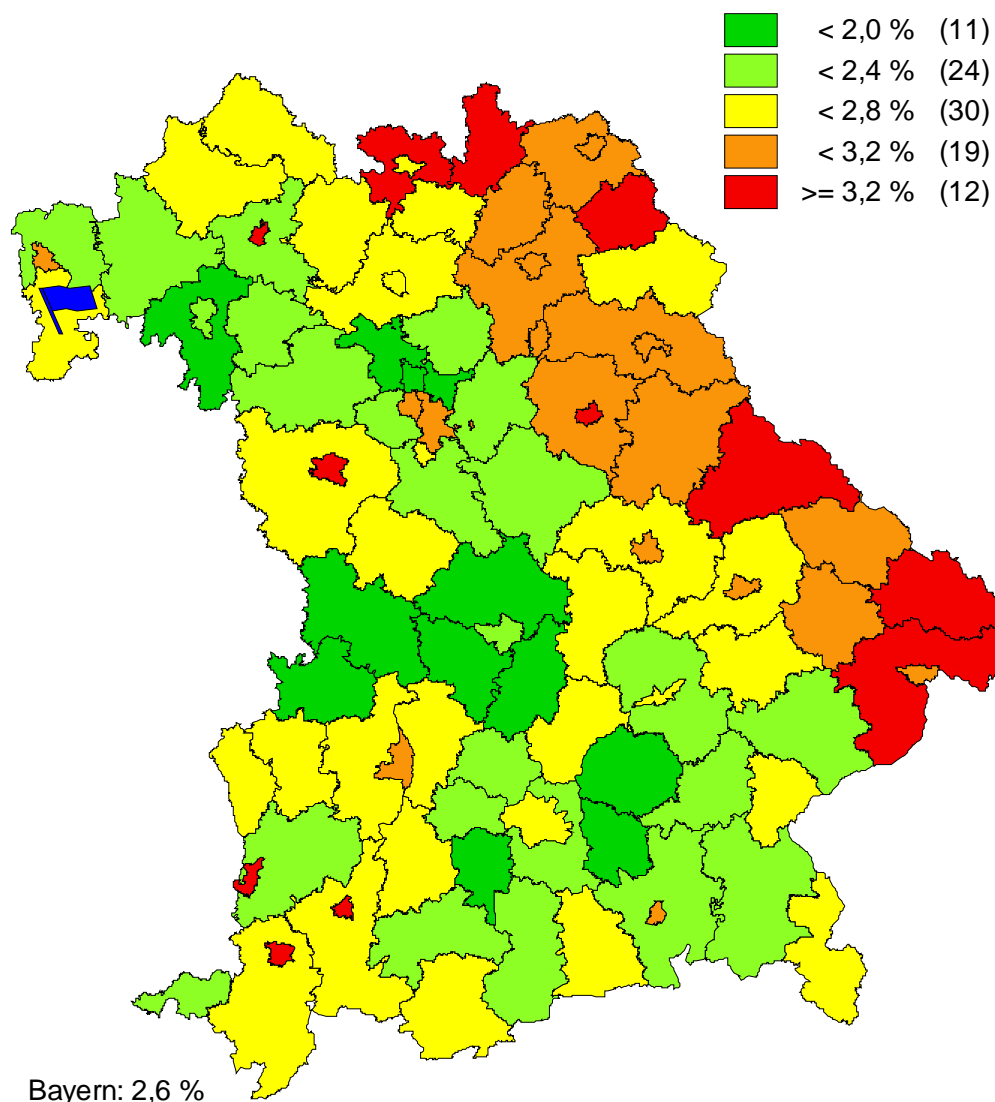 < 2,0 % (11)
< 2,4 % (24)
< 2,8 % (30)
< 3,2 % (19)
>= 3,2 % (12)
Bayern: 2,6 %